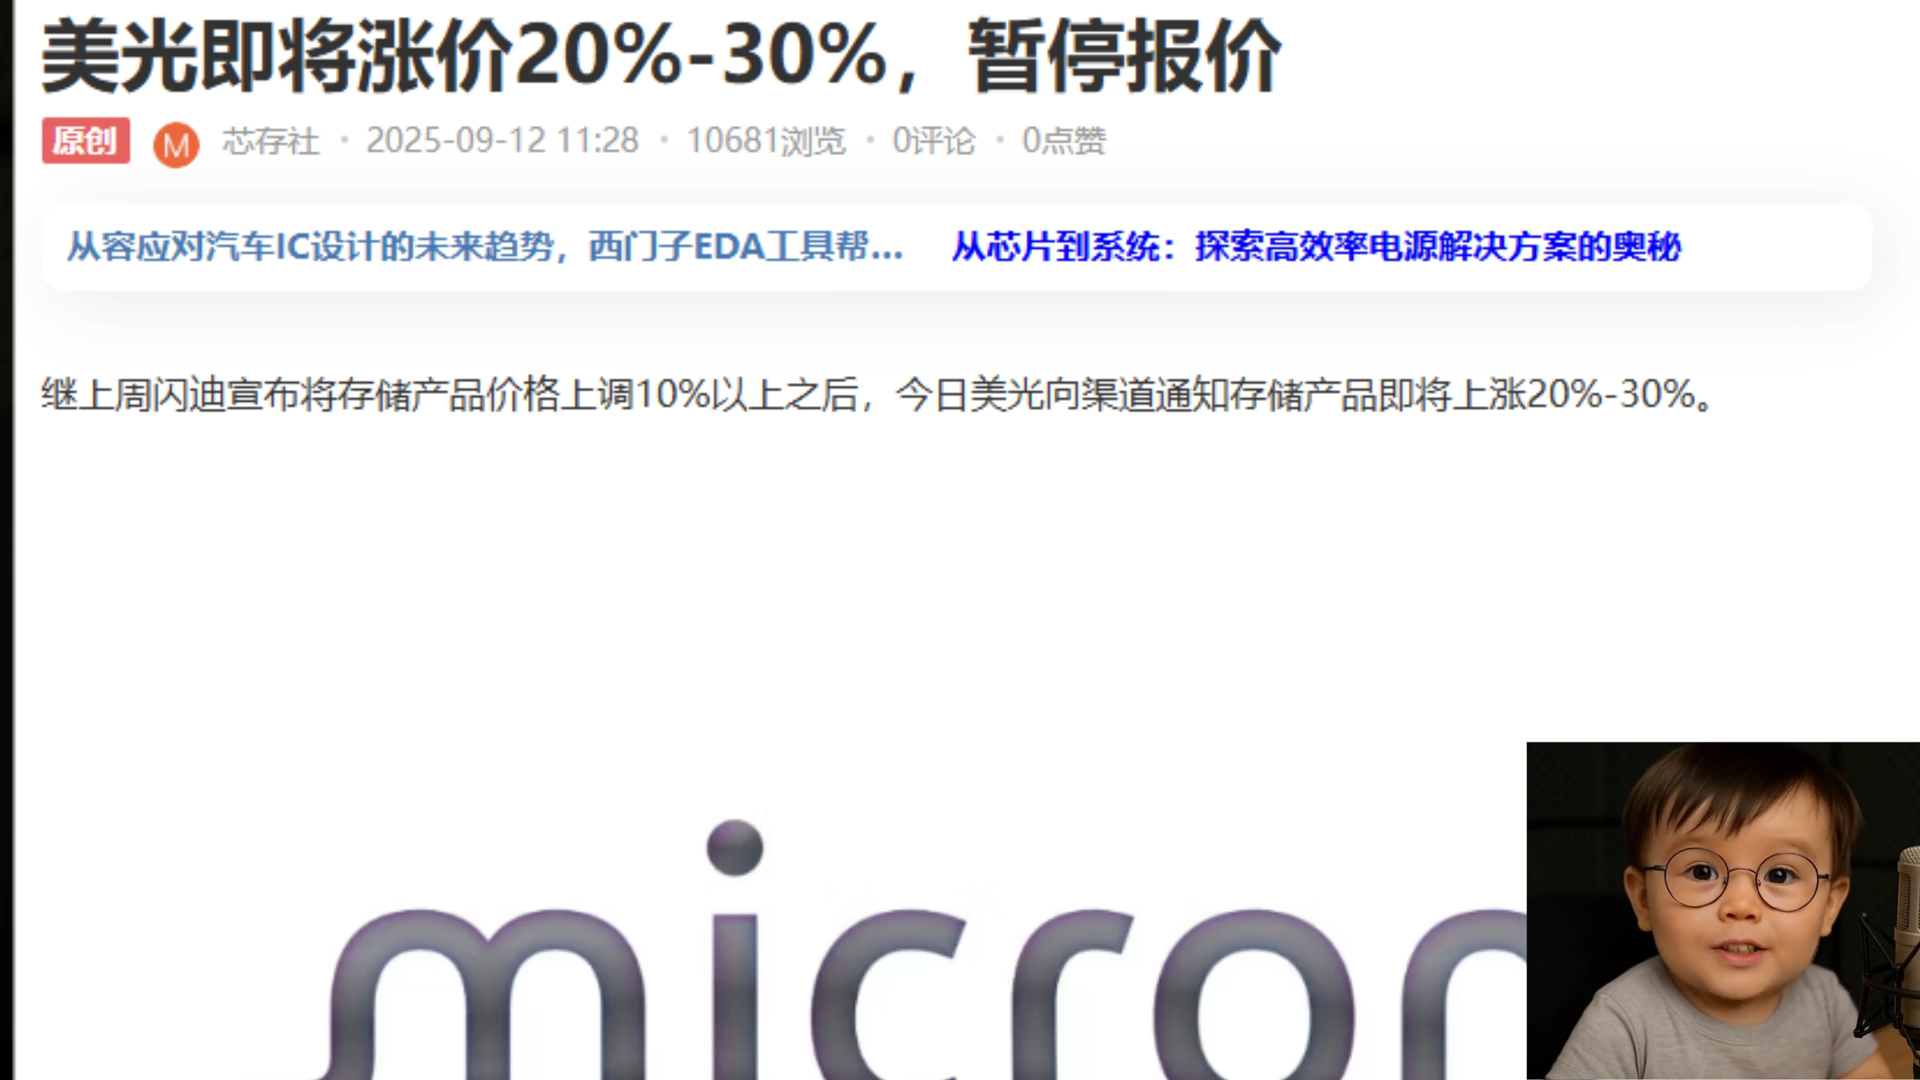 美光即将涨价20%-30%，暂停报价
原创 M 芯存社 · 2025-09-12 11:28 · 10681浏览 · 0评论 · 0点赞
从容应对汽车IC设计的未来趋势，西门子EDA工具帮... 从芯片到系统：探索高效率电源解决方案的奥秘
继上周闪迪宣布将存储产品价格上调10%以上之后，今日美光向渠道通知存储产品即将上涨20%-30%。
micron